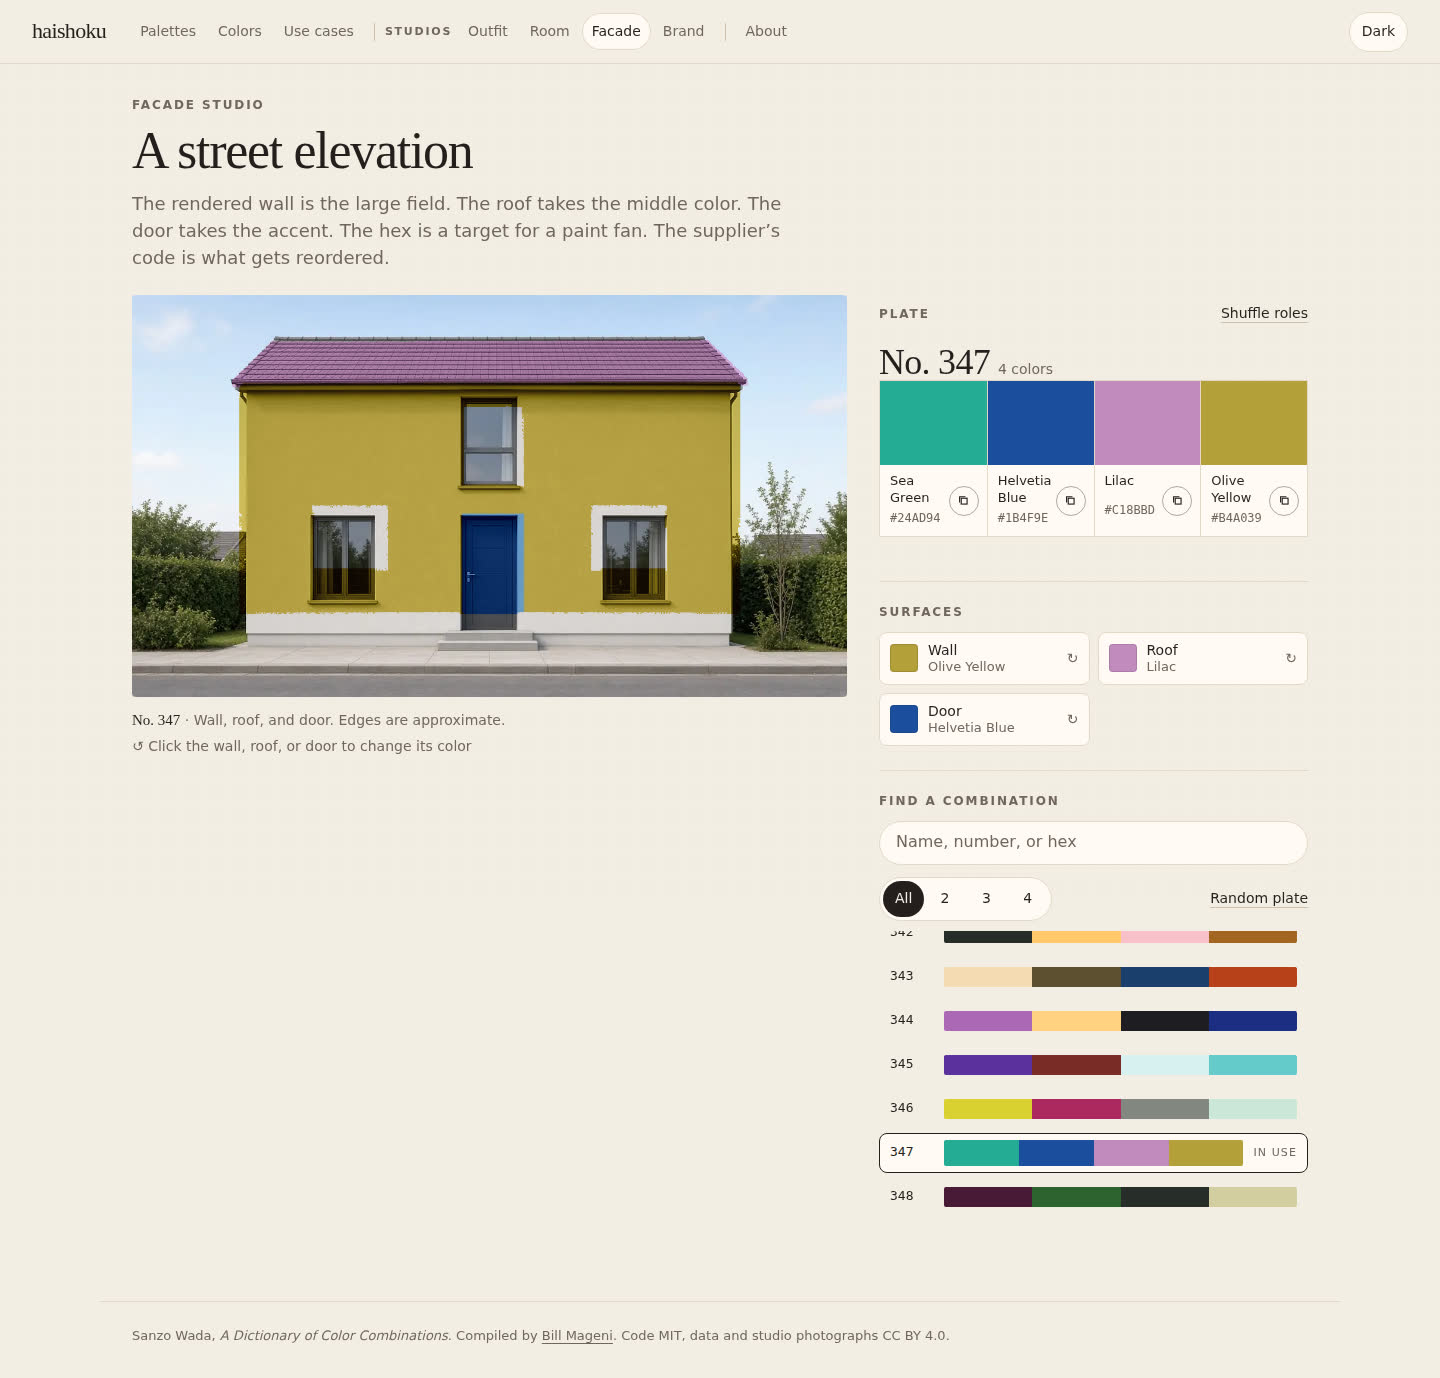 haishoku
Palettes
Colors
Use cases
STUDIOS
Outfit
Room
Facade
Brand
About
Dark
FACADE STUDIO
A street elevation
The rendered wall is the large field. The roof takes the middle color. The
door takes the accent. The hex is a target for a paint fan. The supplier’s
code is what gets reordered.
No. 347 · Wall, roof, and door. Edges are approximate.
↺ Click the wall, roof, or door to change its color
PLATE
Shuffle roles
No. 347 4 colors
Sea
Green
#24AD94
Helvetia
Blue
#1B4F9E
Lilac
#C18BBD
Olive
Yellow
#B4A039
SURFACES
Wall
Olive Yellow
↻
Roof
Lilac
↻
Door
Helvetia Blue
↻
FIND A COMBINATION
Name, number, or hex
All
2
3
4
Random plate
342
343
344
345
346
347
IN USE
348
Sanzo Wada, A Dictionary of Color Combinations. Compiled by Bill Mageni. Code MIT, data and studio photographs CC BY 4.0.